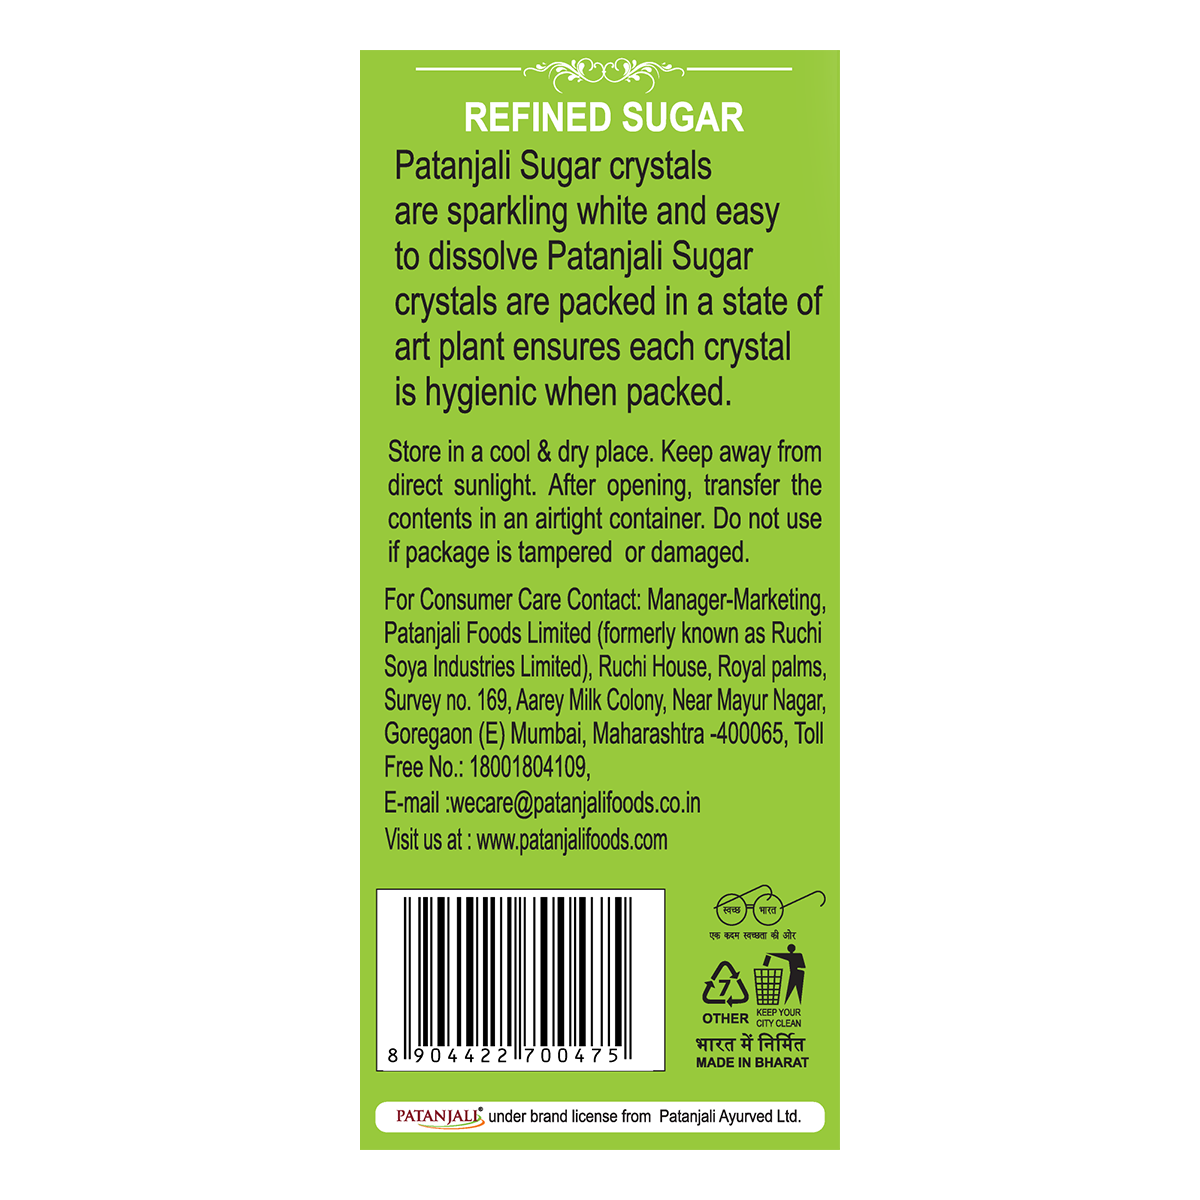 REFINED SUGAR
Patanjali Sugar crystals
are sparkling white and easy
to dissolve Patanjali Sugar
crystals are packed in a state of
art plant ensures each crystal
is hygienic when packed.
Store in a cool & dry place. Keep away from
direct sunlight. After opening, transfer the
contents in an airtight container. Do not use
if package is tampered or damaged.
For Consumer Care Contact: Manager-Marketing,
Patanjali Foods Limited (formerly known as Ruchi
Soya Industries Limited), Ruchi House, Royal palms,
Survey no. 169, Aarey Milk Colony, Near Mayur Nagar,
Goregaon (E) Mumbai, Maharashtra -400065, Toll
Free No.: 18001804109,
E-mail :wecare@patanjalifoods.co.in
Visit us at : www.patanjalifoods.com
8 904422 700475
स्वच्छ भारत
एक कदम स्वच्छता की ओर
7
OTHER
KEEP YOUR
CITY CLEAN
भारत में निर्मित
MADE IN BHARAT
PATANJALI® under brand license from Patanjali Ayurved Ltd.